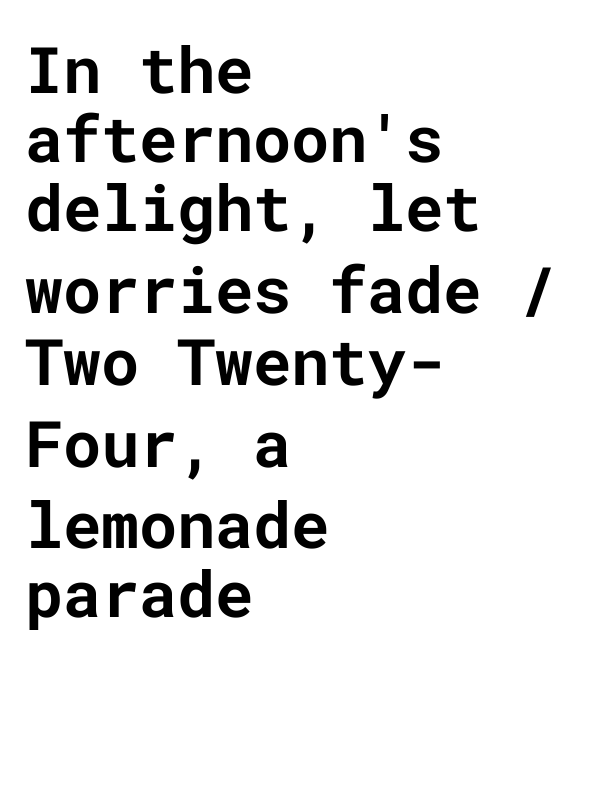 In the
afternoon's
delight, let
worries fade /
Two Twenty-
Four, a
lemonade
parade